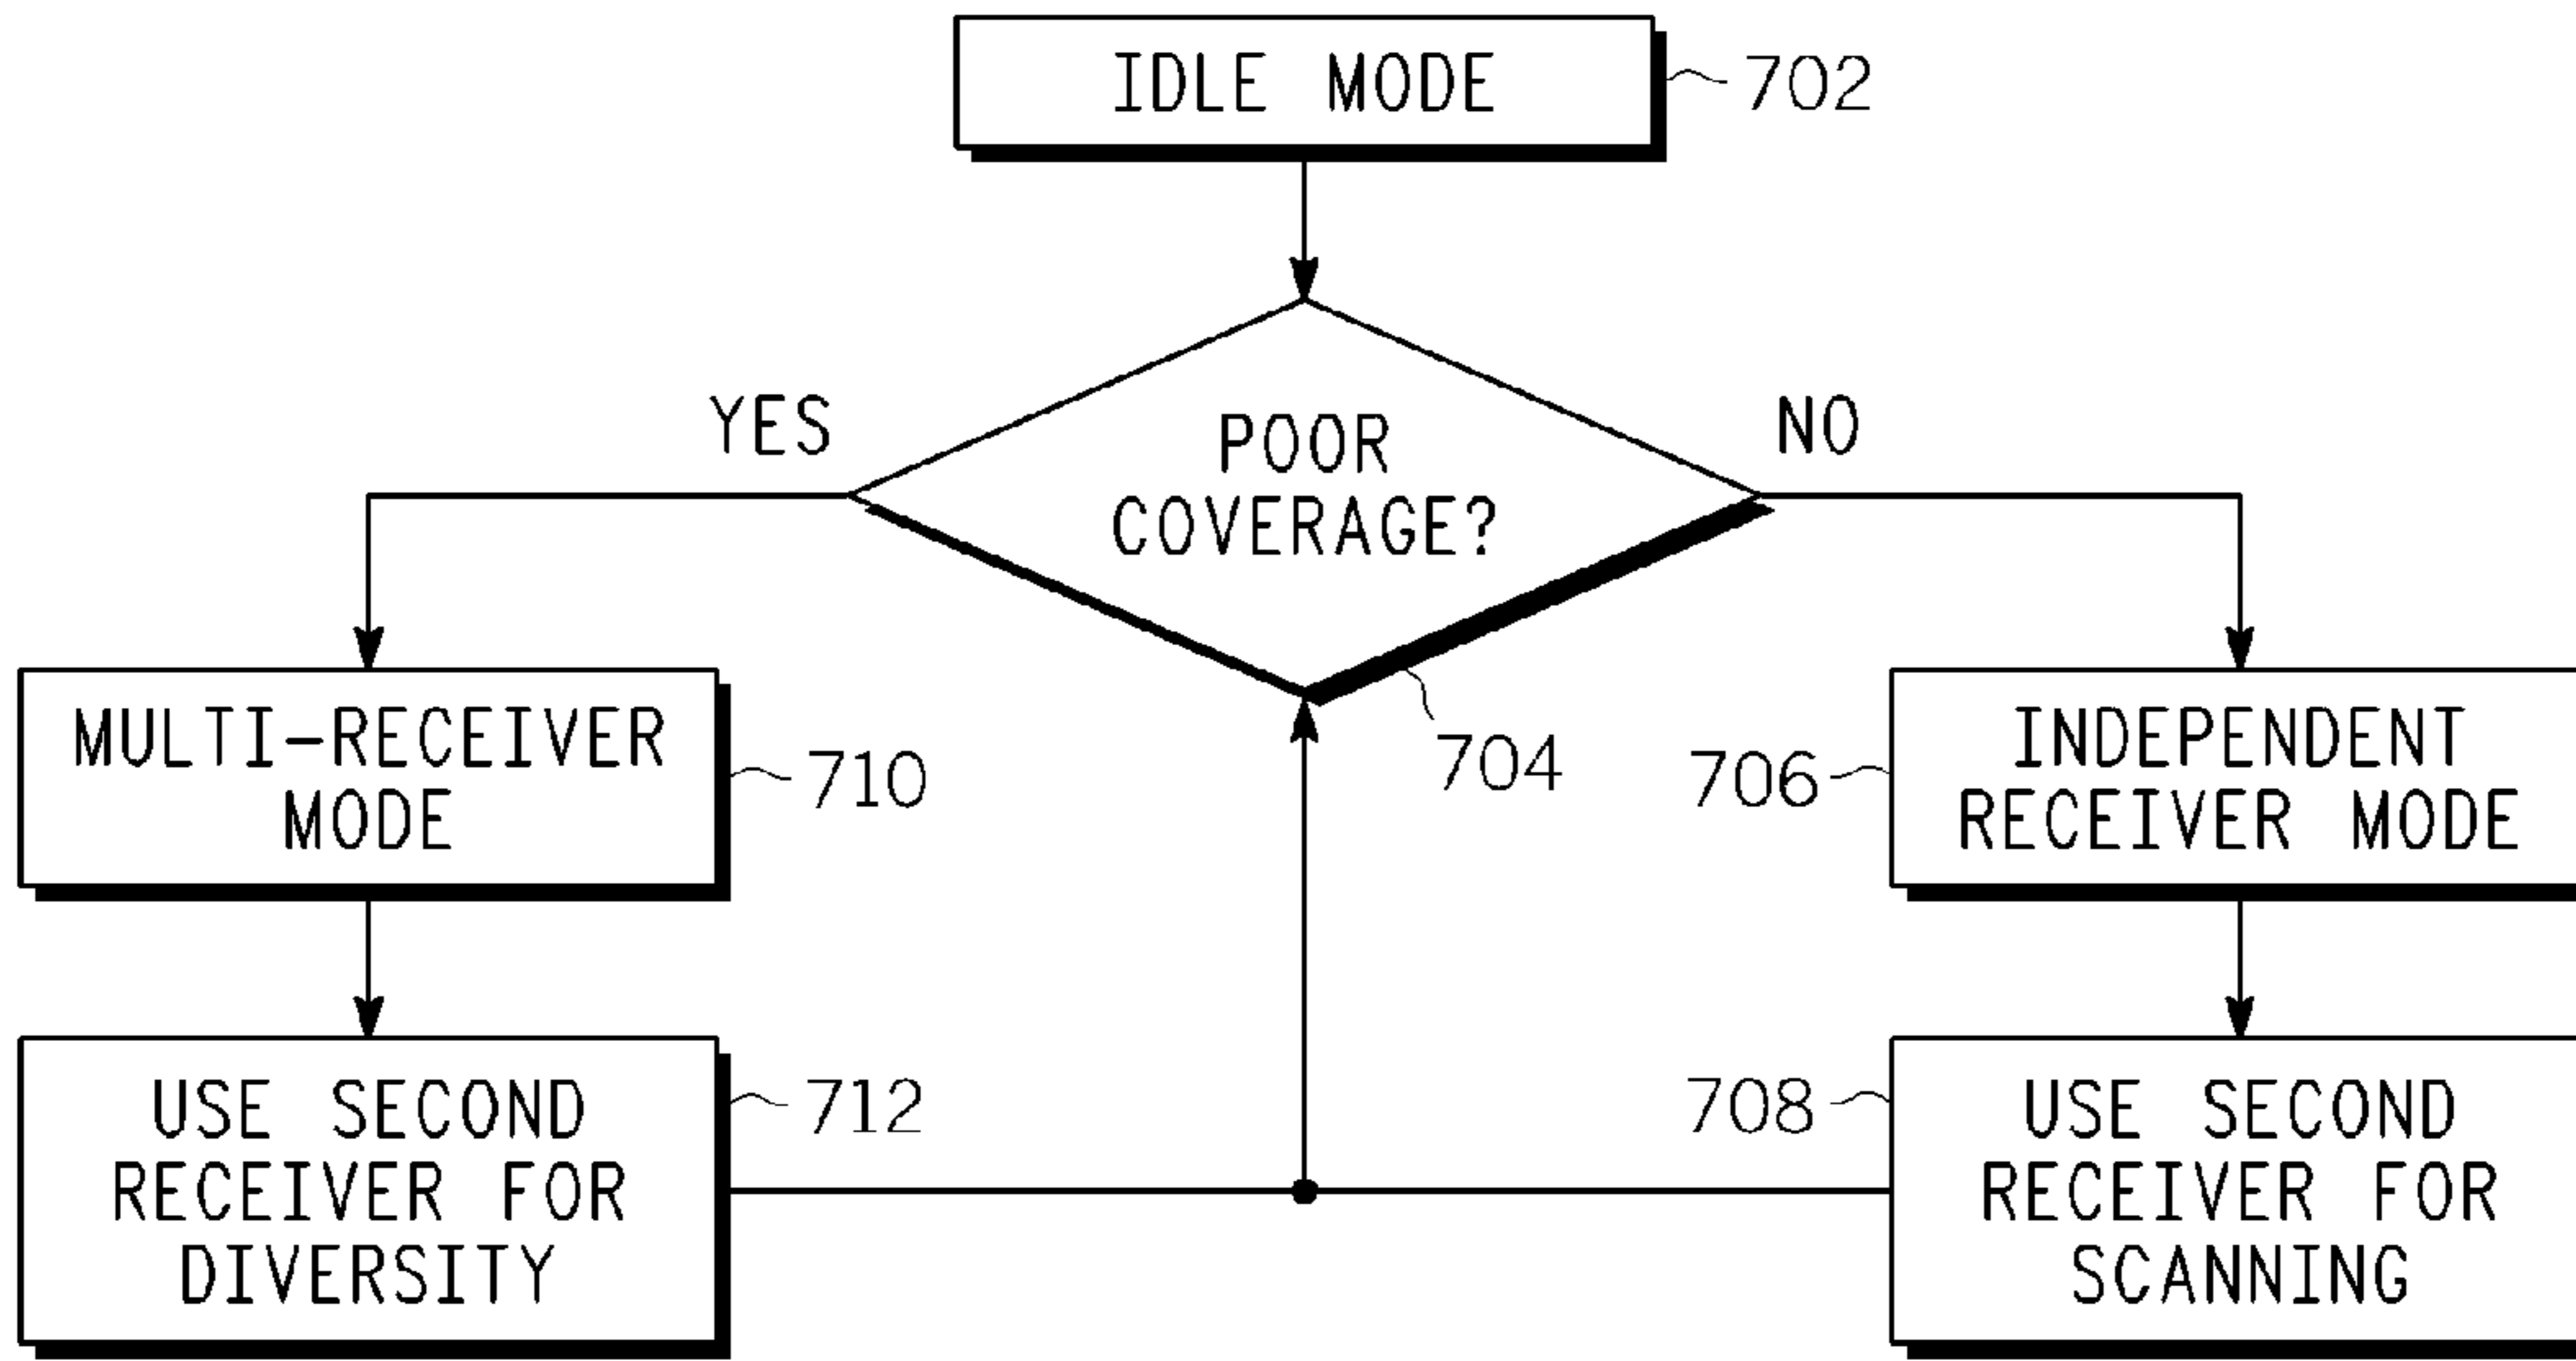 IDLE MODE
702
YES
POOR
COVERAGE?
NO
704
MULTI-RECEIVER
MODE
710
706
INDEPENDENT
RECEIVER MODE
USE SECOND
RECEIVER FOR
DIVERSITY
712
708
USE SECOND
RECEIVER FOR
SCANNING